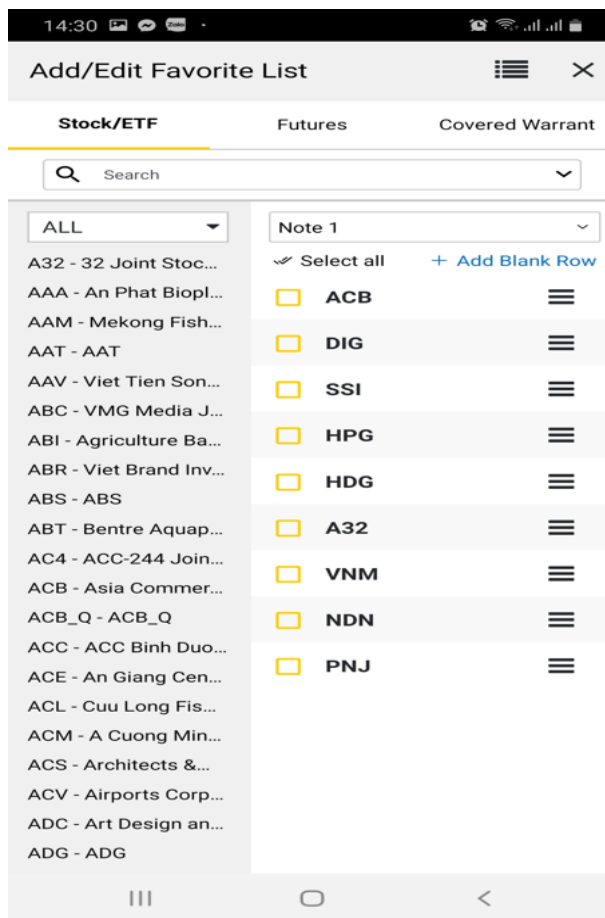 14:30 Zalo
Add/Edit Favorite List
Stock/ETF Futures Covered Warrant
Search
ALL
A32 - 32 Joint Stoc...
AAA - An Phat Biopl...
AAM - Mekong Fish...
AAT - AAT
AAV - Viet Tien Son...
ABC - VMG Media J...
ABI - Agriculture Ba...
ABR - Viet Brand Inv...
ABS - ABS
ABT - Bentre Aquap...
AC4 - ACC-244 Join...
ACB - Asia Commer...
ACB_Q - ACB_Q
ACC - ACC Binh Duo...
ACE - An Giang Cen...
ACL - Cuu Long Fis...
ACM - A Cuong Min...
ACS - Architects &...
ACV - Airports Corp...
ADC - Art Design an...
ADG - ADG
Note 1
Select all + Add Blank Row
ACB
DIG
SSI
HPG
HDG
A32
VNM
NDN
PNJ